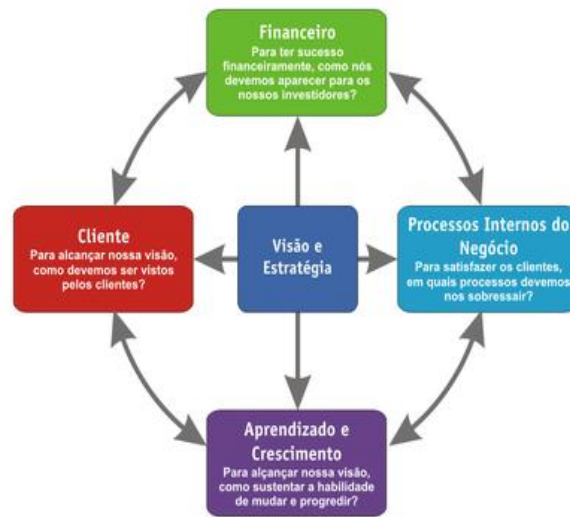 Financeiro
Para ter sucesso
financeiramente, como nós
devemos aparecer para os
nossos investidores?
Cliente
Para alcançar nossa visão,
como devemos ser vistos
pelos clientes?
Visão e
Estratégia
Processos Internos do
Negócio
Para satisfazer os clientes,
em quais processos devemos
nos sobressair?
Aprendizado e
Crescimento
Para alçançar nossa visão,
como sustentar a habilidade
de mudar e progredir?